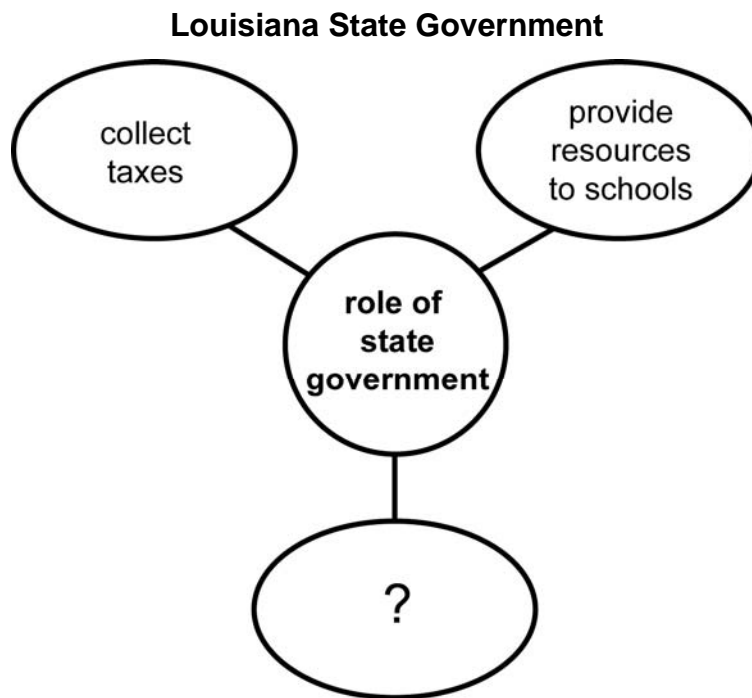 Louisiana State Government
collect
taxes
provide
resources
to schools
role of
state
government
?